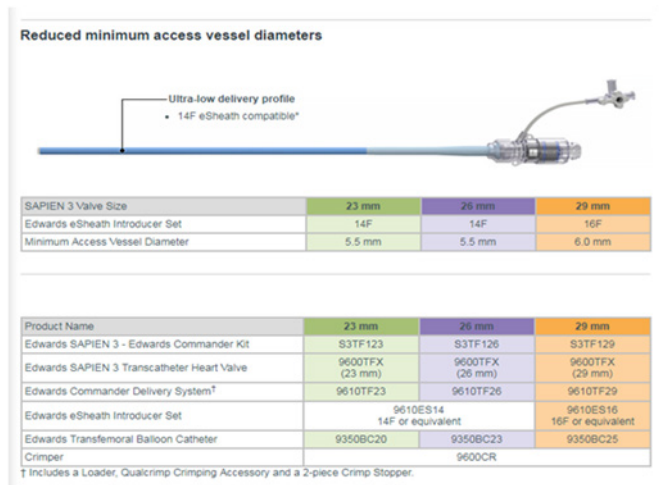 Reduced minimum access vessel diameters
Ultra-low delivery profile
• 14F eSheath compatible*
SAPIEN 3 Valve Size 23 mm 26 mm 29 mm
Edwards eSheath Introducer Set 14F 14F 16F
Minimum Access Vessel Diameter 5.5 mm 5.5 mm 6.0 mm
Product Name 23 mm 26 mm 29 mm
Edwards SAPIEN 3 - Edwards Commander Kit S3TF123 S3TF126 S3TF129
Edwards SAPIEN 3 Transcatheter Heart Valve 9600TFX (23 mm) 9600TFX (26 mm) 9600TFX (29 mm)
Edwards Commander Delivery System† 9610TF23 9610TF26 9610TF29
Edwards eSheath Introducer Set 9610ES14 14F or equivalent 9610ES16 16F or equivalent
Edwards Transfemoral Balloon Catheter 9350BC20 9350BC23 9350BC25
Crimper 9600CR
† Includes a Loader, Qualcrimp Crimping Accessory and a 2-piece Crimp Stopper.